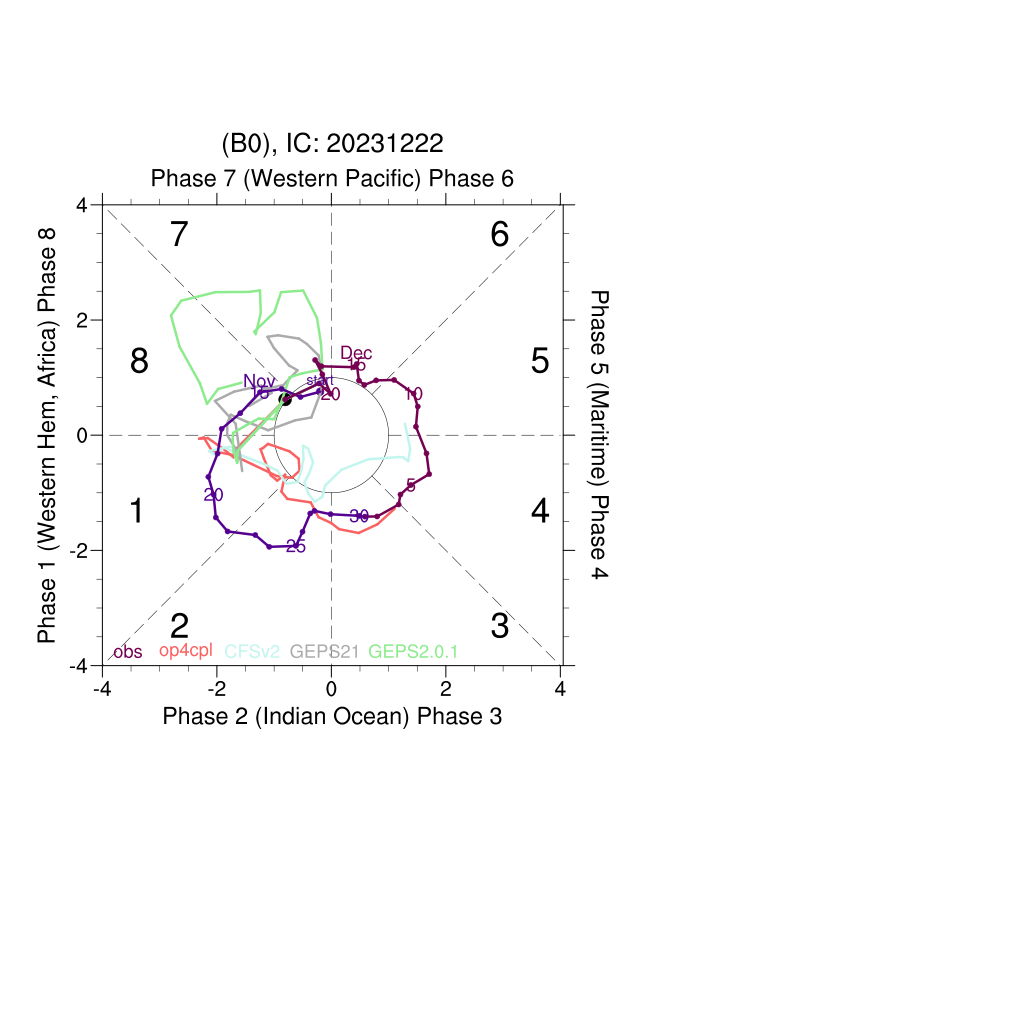 (B0), IC: 20231222
Phase 7 (Western Pacific) Phase 6
Phase 1 (Western Hem, Africa) Phase 8
Phase 5 (Maritime) Phase 4
4
2
0
-2
-4
7
6
8
5
1
4
2
3
Dec
15
Nov
start
15
20
10
20
5
30
25
obs op4cpl CFSv2 GEPS21 GEPS2.0.1
-4 -2 0 2 4
Phase 2 (Indian Ocean) Phase 3